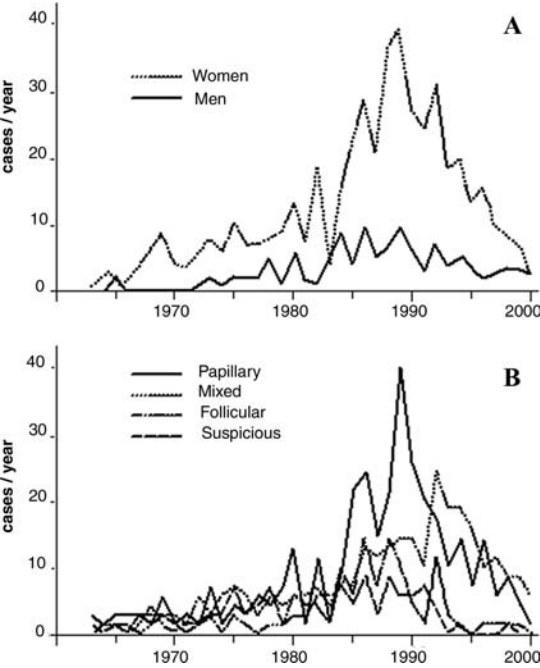 A
40
30
20
10
0
cases / year
Women
Men
1970
1980
1990
2000
B
40
30
20
10
0
cases / year
Papillary
Mixed
Follicular
Suspicious
1970
1980
1990
2000